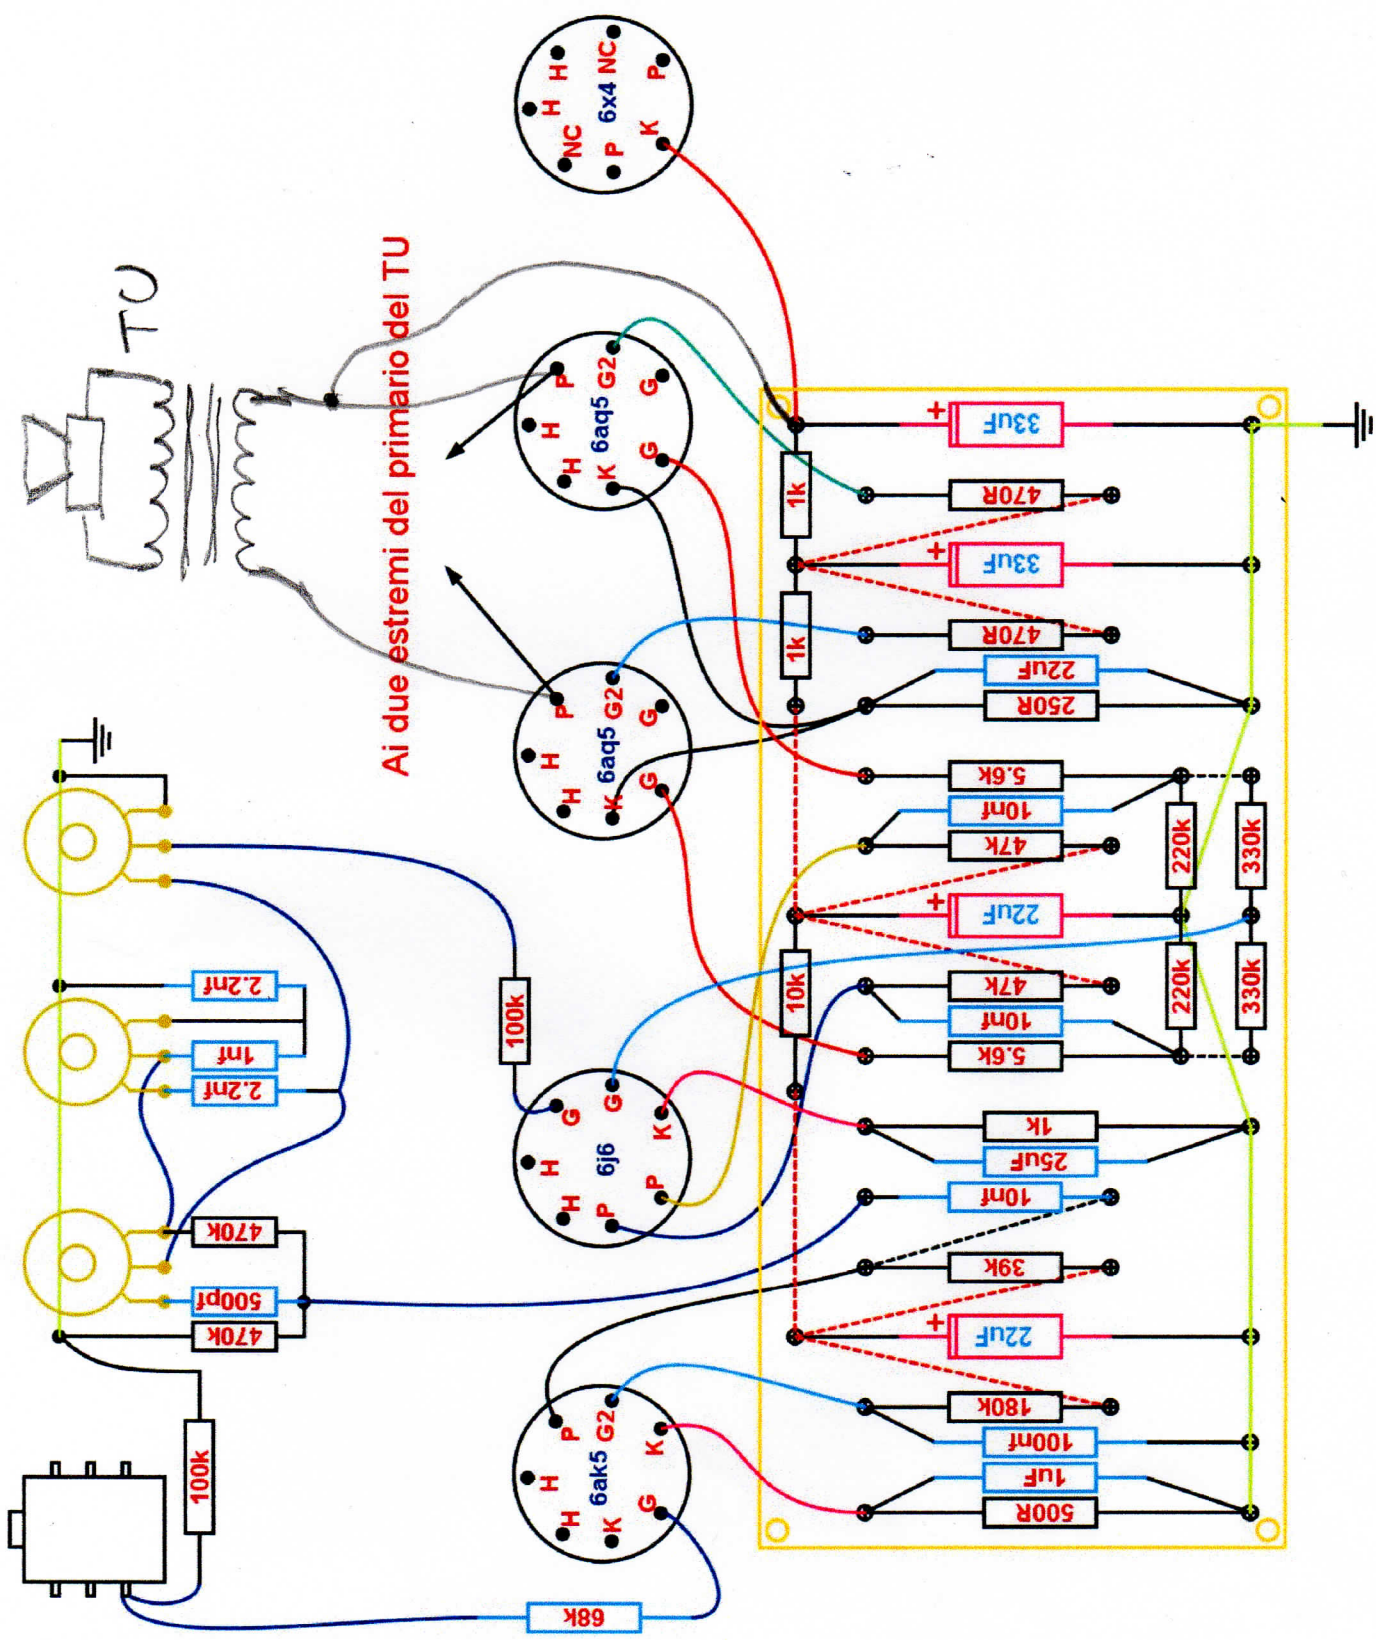 TU
Ai due estremi del primario del TU
H
H
NC
NC
6x4
P
P
K
P
H
H
G2
6aq5
K
G
G
P
H
H
G2
6aq5
K
G
G
G
H
H
G
6j6
P
K
P
P
H
H
G2
6ak5
K
K
G
2.2nf
1nf
2.2nf
470k
500pf
470k
100k
100k
68k
1k
1k
10k
+
33uF
470R
+
33uF
470R
22uF
250R
5.6k
10nf
47k
+
22uF
47k
10nf
5.6k
220k
330k
220k
330k
1k
25uF
10nf
39k
+
22uF
180k
100nf
1uF
500R